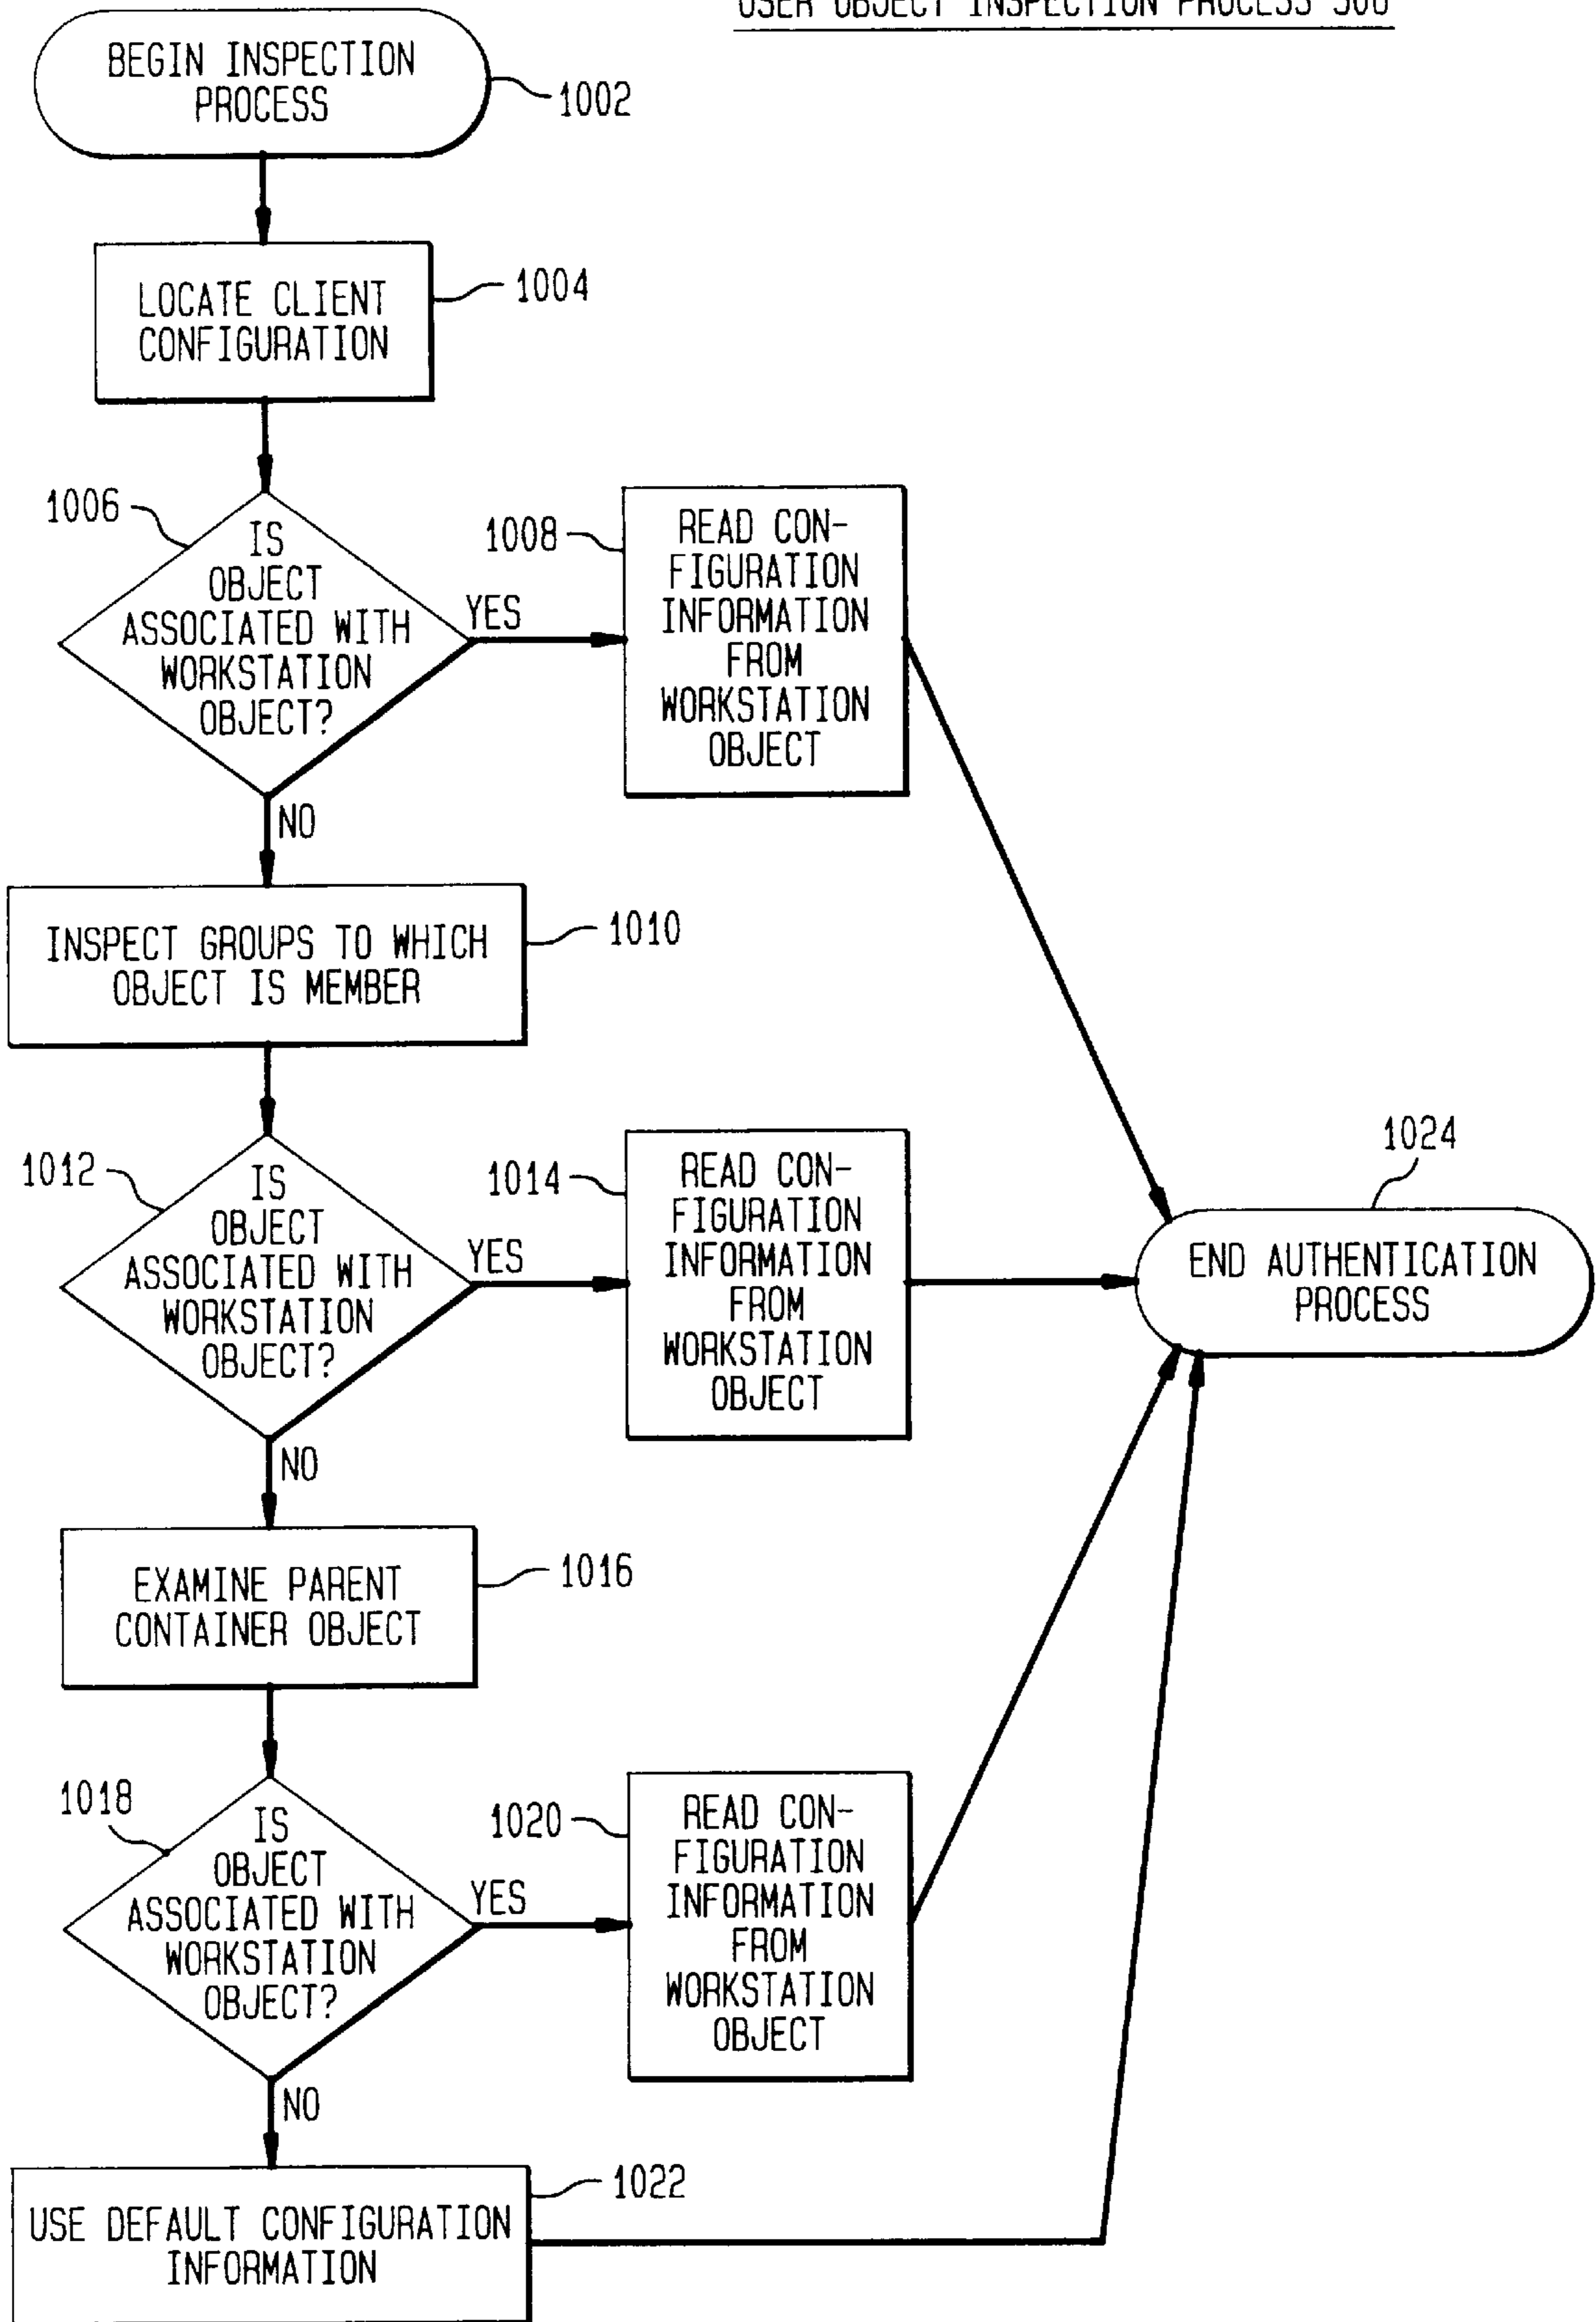 USER OBJECT INSPECTION PROCESS
BEGIN INSPECTION
PROCESS
1002
LOCATE CLIENT
CONFIGURATION
1004
1006
IS
OBJECT
ASSOCIATED WITH
WORKSTATION
OBJECT?
YES
NO
1008
READ CON-
FIGURATION
INFORMATION
FROM
WORKSTATION
OBJECT
INSPECT GROUPS TO WHICH
OBJECT IS MEMBER
1010
1012
IS
OBJECT
ASSOCIATED WITH
WORKSTATION
OBJECT?
YES
NO
1014
READ CON-
FIGURATION
INFORMATION
FROM
WORKSTATION
OBJECT
1024
END AUTHENTICATION
PROCESS
EXAMINE PARENT
CONTAINER OBJECT
1016
1018
IS
OBJECT
ASSOCIATED WITH
WORKSTATION
OBJECT?
YES
NO
1020
READ CON-
FIGURATION
INFORMATION
FROM
WORKSTATION
OBJECT
USE DEFAULT CONFIGURATION
INFORMATION
1022